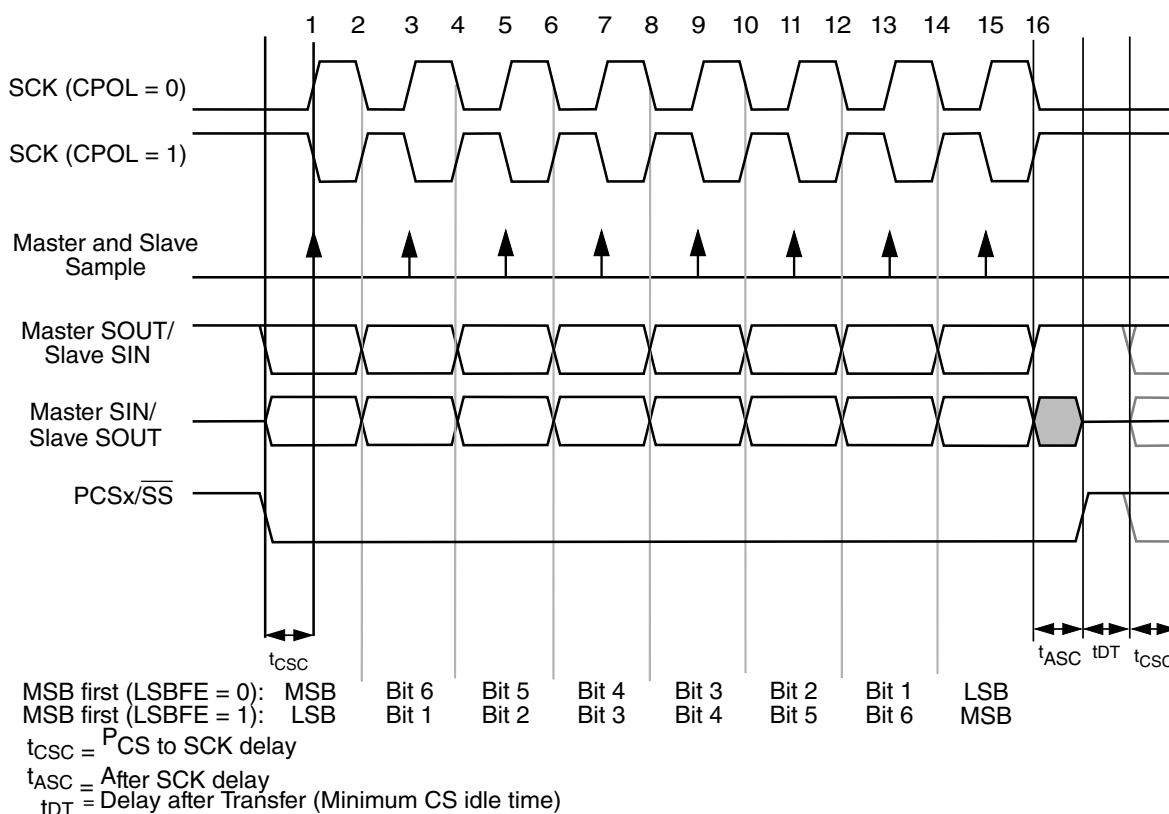 1 2 3 4 5 6 7 8 9 10 11 12 13 14 15 16
SCK (CPOL = 0)
SCK (CPOL = 1)
Master and Slave
Sample
Master SOUT/
Slave SIN
Master SIN/
Slave SOUT
PCSx/SS
tCSC
tASC
tDT
tCSC
MSB first (LSBFE = 0): MSB Bit 6 Bit 5 Bit 4 Bit 3 Bit 2 Bit 1 LSB
MSB first (LSBFE = 1): LSB Bit 1 Bit 2 Bit 3 Bit 4 Bit 5 Bit 6 MSB
tCSC = PCS to SCK delay
tASC = After SCK delay
tDT = Delay after Transfer (Minimum CS idle time)